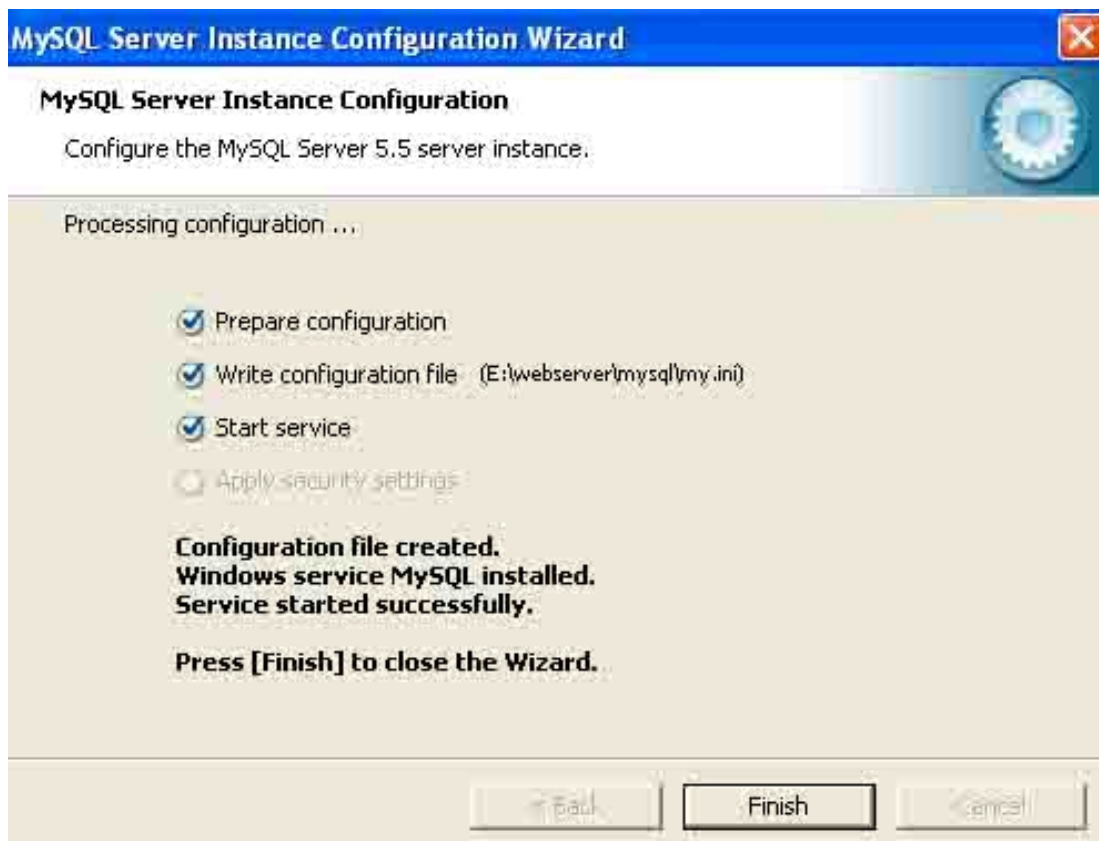 MySQL Server Instance Configuration Wizard
MySQL Server Instance Configuration
Configure the MySQL Server 5.5 server instance.
Processing configuration ...
Prepare configuration
Write configuration file (E:\webserver\mysql\my.ini)
Start service
Apply security settings
Configuration file created.
Windows service MySQL installed.
Service started successfully.
Press [Finish] to close the Wizard.
< Back Finish Cancel